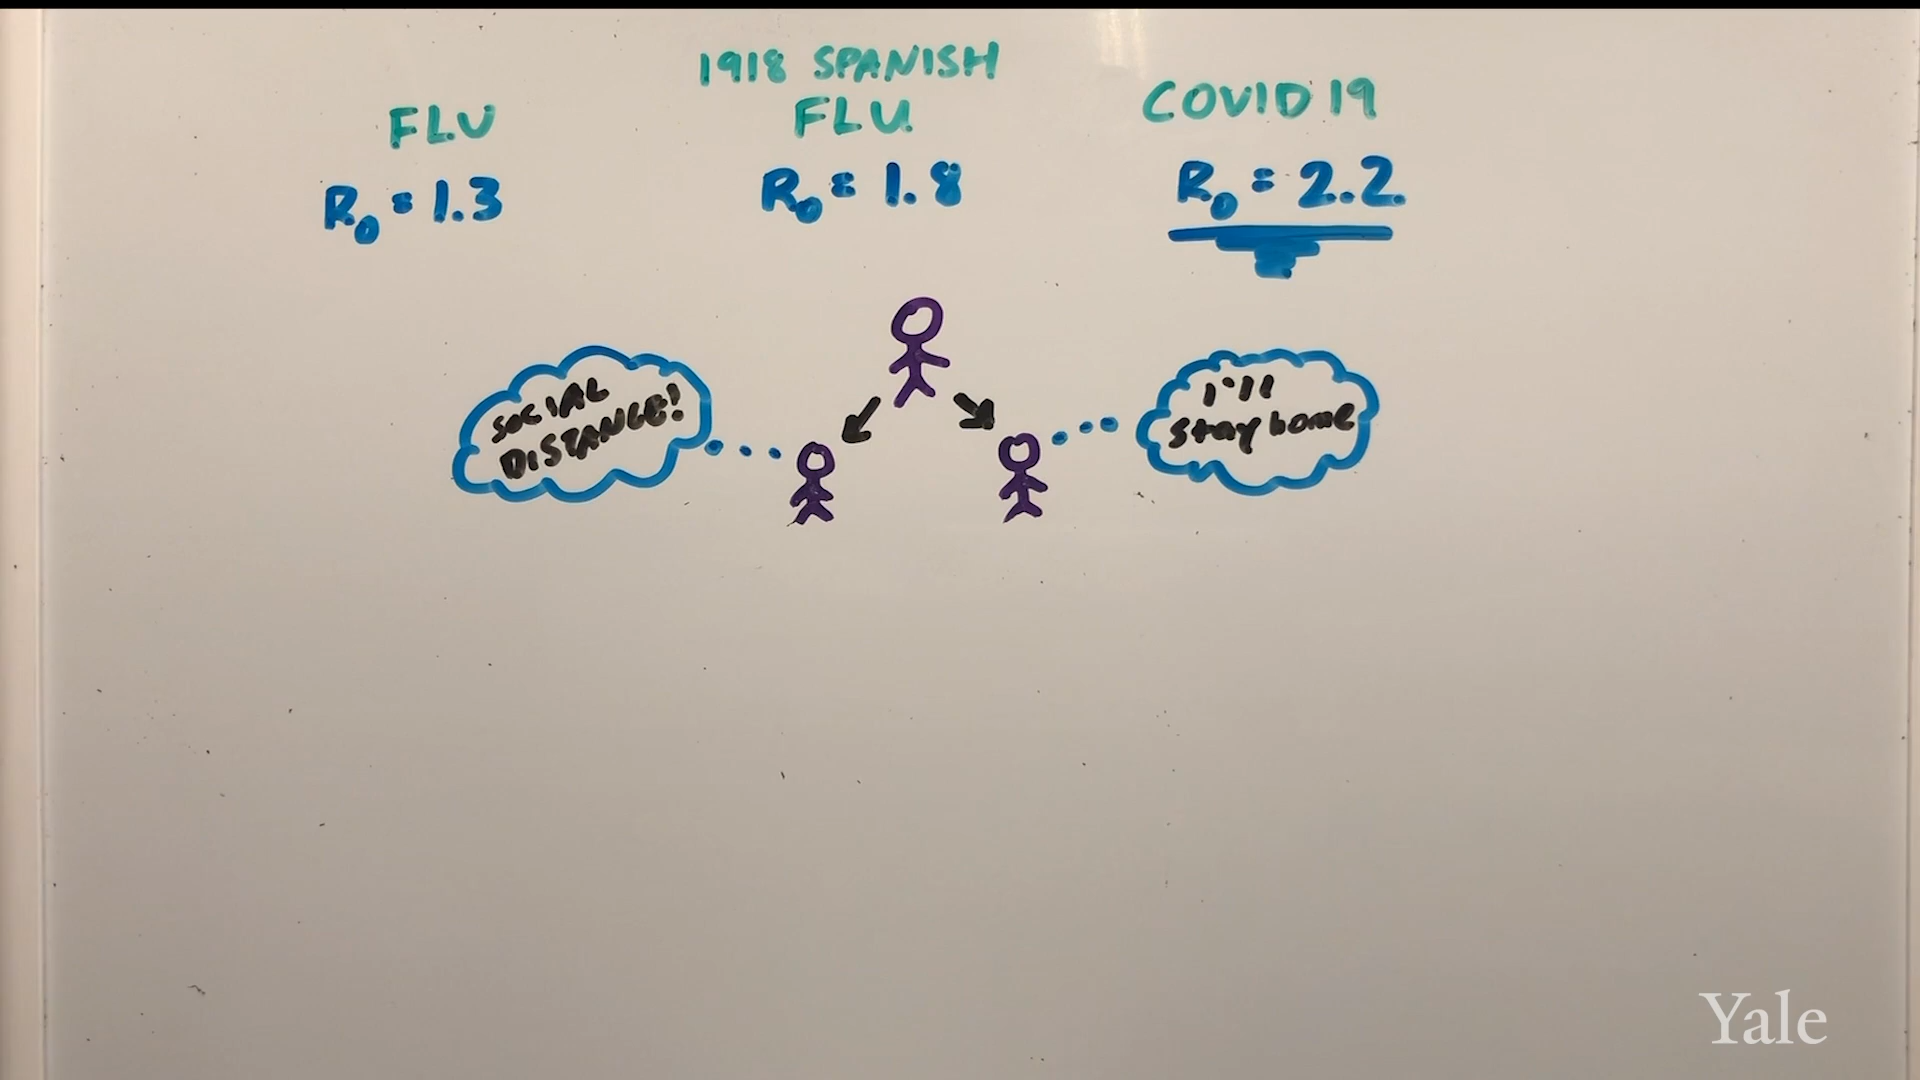 FLU
1918 SPANISH
FLU
COVID 19
R0 = 1.3
R0 = 1.8
R0 = 2.2
SOCIAL
DISTANCE!
I'll
stay home
Yale